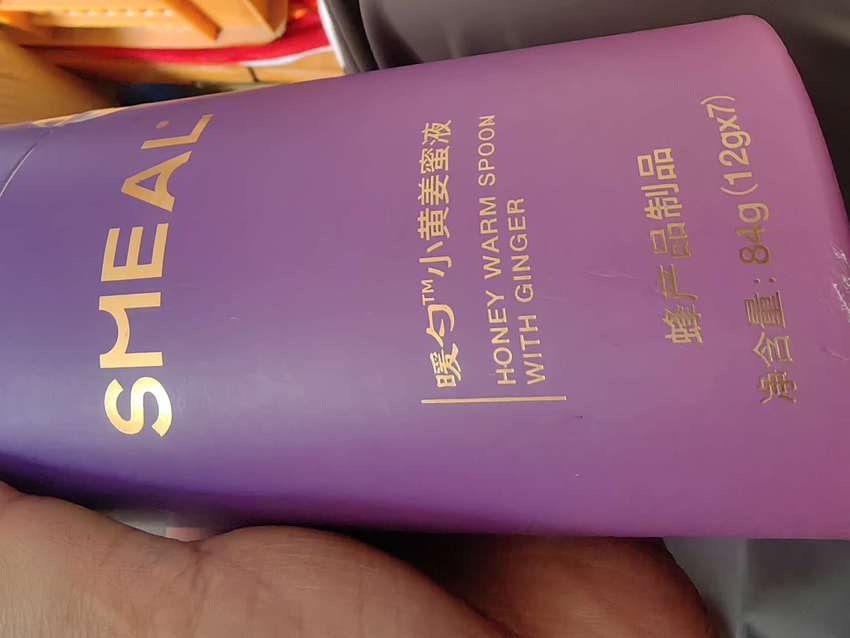 SMEAL
暖勺™小黄姜蜜液
HONEY WARM SPOON
WITH GINGER
蜂产品制品
净含量: 84g(12gx7)